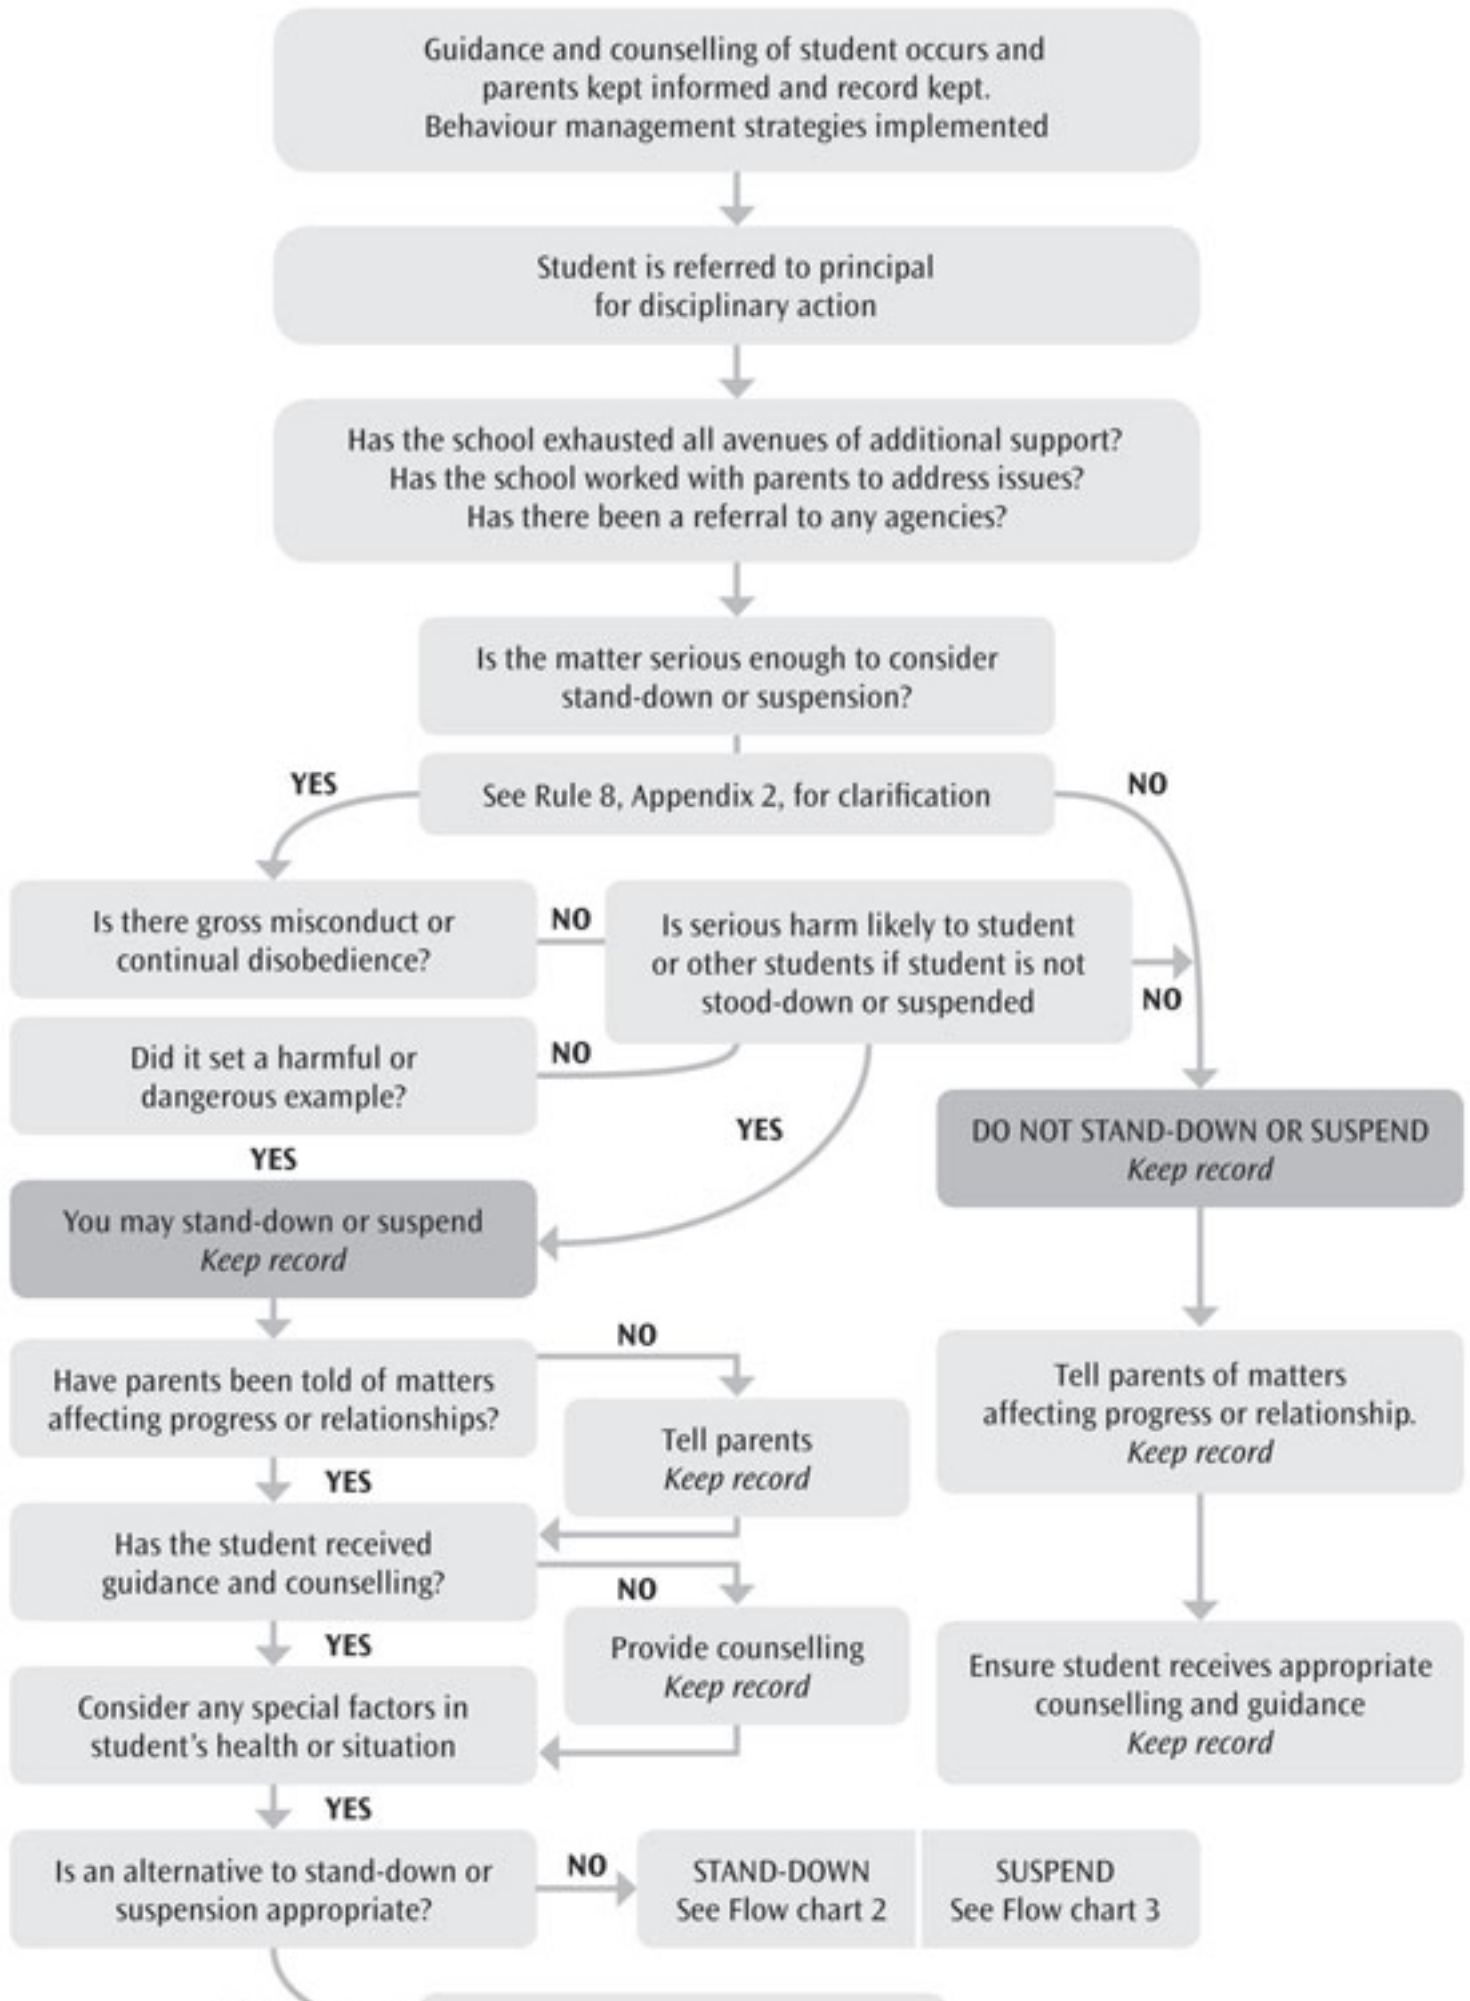 Guidance and counselling of student occurs and
parents kept informed and record kept.
Behaviour management strategies implemented
Student is referred to principal
for disciplinary action
Has the school exhausted all avenues of additional support?
Has the school worked with parents to address issues?
Has there been a referral to any agencies?
Is the matter serious enough to consider
stand-down or suspension?
YES
See Rule 8, Appendix 2, for clarification
NO
Is there gross misconduct or
continual disobedience?
NO
Is serious harm likely to student
or other students if student is not
stood-down or suspended
NO
Did it set a harmful or
dangerous example?
NO
YES
YES
DO NOT STAND-DOWN OR SUSPEND
Keep record
You may stand-down or suspend
Keep record
NO
Have parents been told of matters
affecting progress or relationships?
Tell parents
Keep record
Tell parents of matters
affecting progress or relationship.
Keep record
YES
Has the student received
guidance and counselling?
NO
Provide counselling
Keep record
Ensure student receives appropriate
counselling and guidance
Keep record
YES
Consider any special factors in
student's health or situation
YES
Is an alternative to stand-down or
suspension appropriate?
NO
STAND-DOWN
See Flow chart 2
SUSPEND
See Flow chart 3